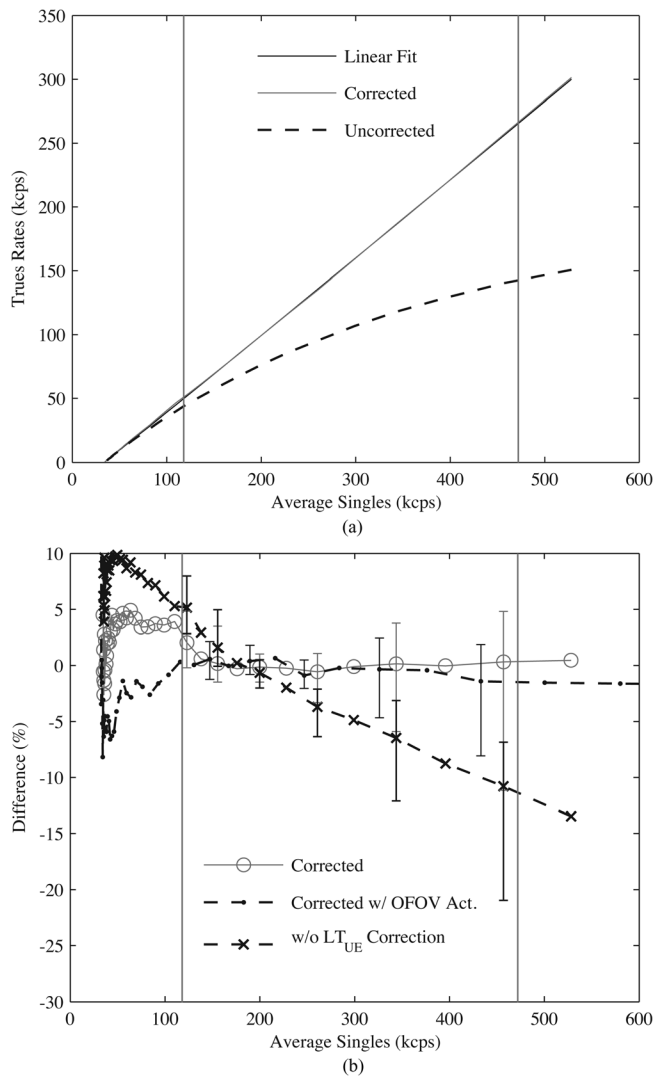 350
300
250
200
150
100
50
0
Trues Rates (kcps)
Linear Fit
Corrected
Uncorrected
0 100 200 300 400 500 600
Average Singles (kcps)
(a)
10
5
0
-5
-10
-15
-20
-25
-30
Difference (%)
Corrected
Corrected w/ OFOV Act.
w/o LT_UE Correction
0 100 200 300 400 500 600
Average Singles (kcps)
(b)